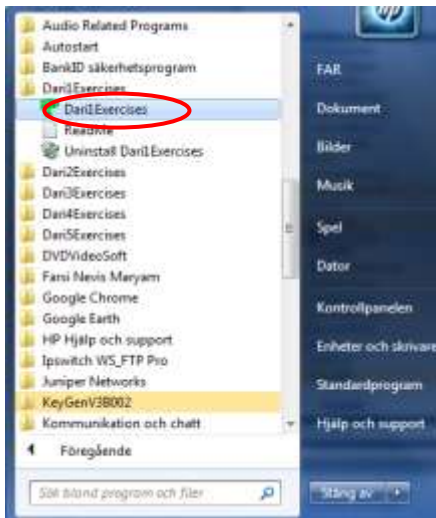 hp
Audio Related Programs
Autostart
BankID säkerhetsprogram
Dari1Exercises
Dari1Exercises
ReadMe
Uninstall Dari1Exercises
Dari2Exercises
Dari3Exercises
Dari4Exercises
Dari5Exercises
DVDVideoSoft
Farsi Nevis Maryam
Google Chrome
Google Earth
HP Hjälp och support
Ipswitch WS_FTP Pro
Juniper Networks
KeyGenV3B002
Kommunikation och chatt
Föregående
Sök bland program och filer
FAR
Dokument
Bilder
Musik
Spel
Dator
Kontrollpanelen
Enheter och skrivare
Standardprogram
Hjälp och support
Stäng av